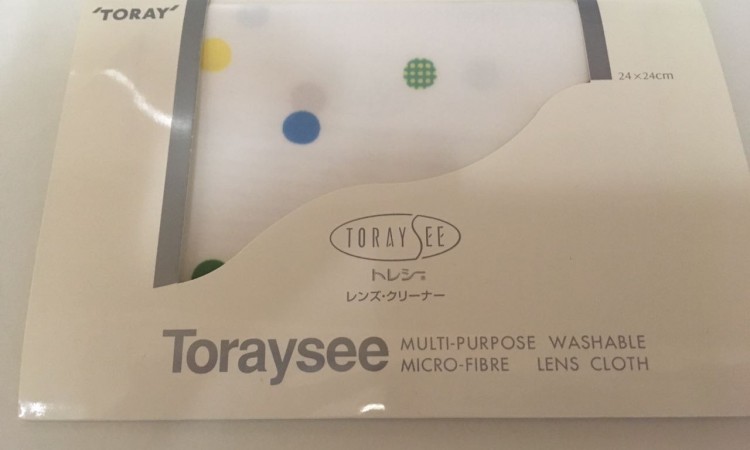 'TORAY'
24×24cm
TORAYSEE
トレシー®
レンズ・クリーナー
Toraysee MULTI-PURPOSE WASHABLE
MICRO-FIBRE LENS CLOTH